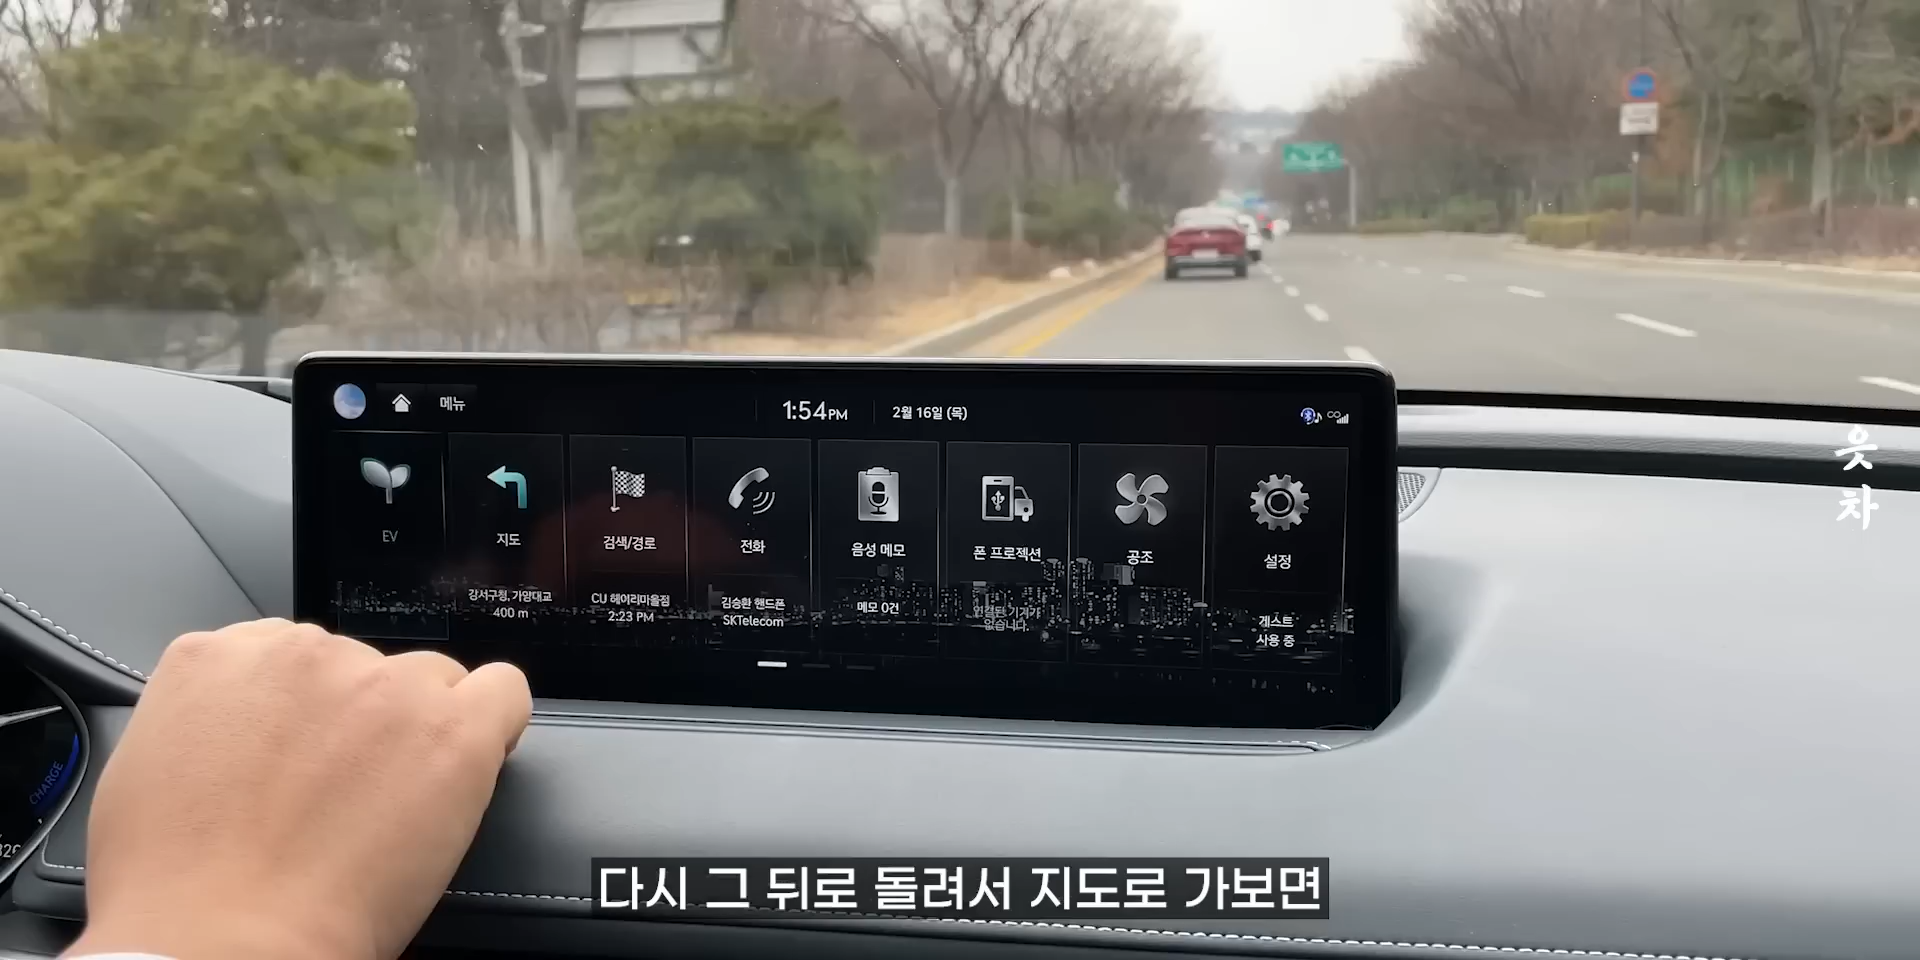 메뉴
1:54PM
2월 16일 (목)
EV
지도
강서구청, 가양대교
400 m
검색/경로
CU 헤이리마을점
2:23 PM
전화
김승환 핸드폰
SKTelecom
음성 메모
메모 0건
폰 프로젝션
연결된 기기가
없습니다.
공조
설정
게스트
사용 중
웃
차
CHARGE
다시 그 뒤로 돌려서 지도로 가보면